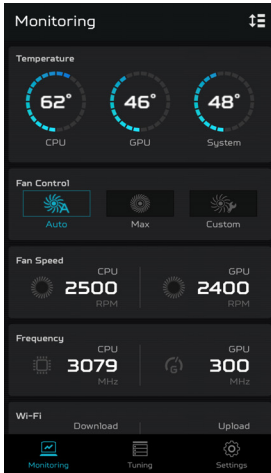 Monitoring
Temperature
62°
46°
48°
CPU
GPU
System
Fan Control
A
Auto
Max
Custom
Fan Speed
CPU
2500
RPM
GPU
2400
RPM
Frequency
CPU
3079
MHz
G
GPU
300
MHz
Wi-Fi
Download
Upload
Monitoring
Tuning
Settings